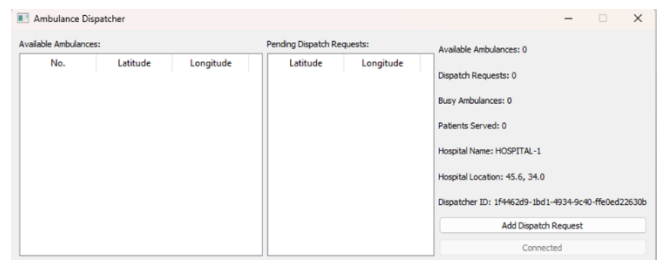 Ambulance Dispatcher
Available Ambulances:
No. Latitude Longitude
Pending Dispatch Requests:
Latitude Longitude
Available Ambulances: 0
Dispatch Requests: 0
Busy Ambulances: 0
Patients Served: 0
Hospital Name: HOSPITAL-1
Hospital Location: 45.6, 34.0
Dispatcher ID: 1f4462d9-1bd1-4934-9c40-ffe0ed22630b
Add Dispatch Request
Connected